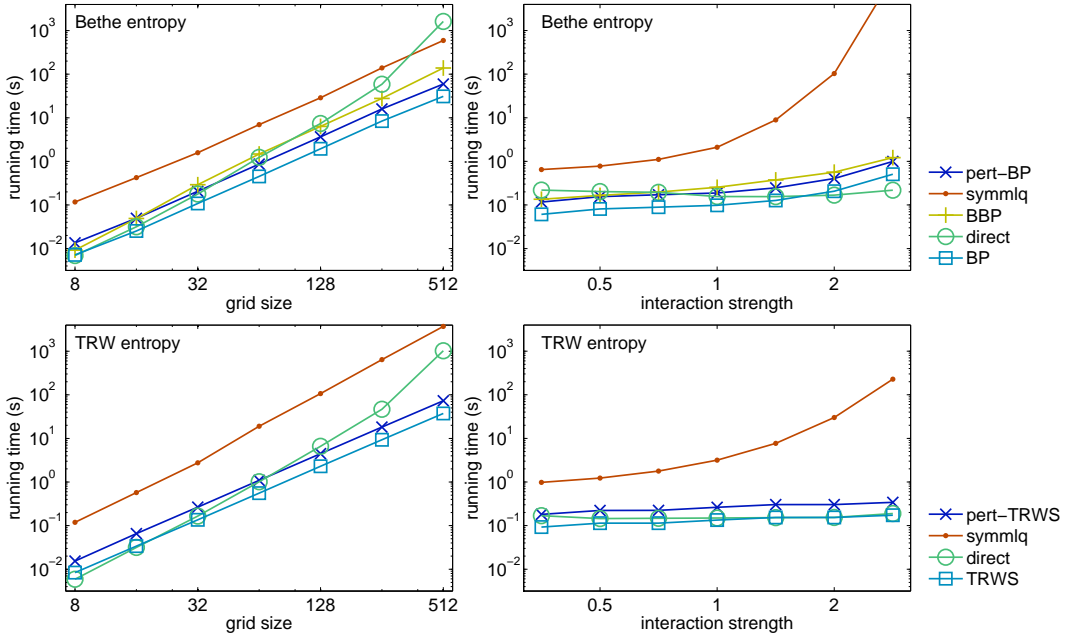 Bethe entropy
running time (s)
10^3
10^2
10^1
10^0
10^−1
10^−2
8
32
128
512
grid size
Bethe entropy
running time (s)
10^3
10^2
10^1
10^0
10^−1
10^−2
0.5
1
2
interaction strength
pert−BP
symmlq
BBP
direct
BP
TRW entropy
running time (s)
10^3
10^2
10^1
10^0
10^−1
10^−2
8
32
128
512
grid size
TRW entropy
running time (s)
10^3
10^2
10^1
10^0
10^−1
10^−2
0.5
1
2
interaction strength
pert−TRWS
symmlq
direct
TRWS